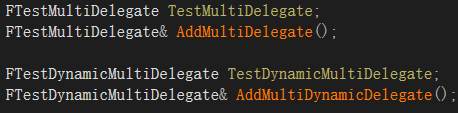 FTestMultiDelegate TestMultiDelegate;
FTestMultiDelegate& AddMultiDelegate();
FTestDynamicMultiDelegate TestDynamicMultiDelegate;
FTestDynamicMultiDelegate& AddMultiDynamicDelegate();